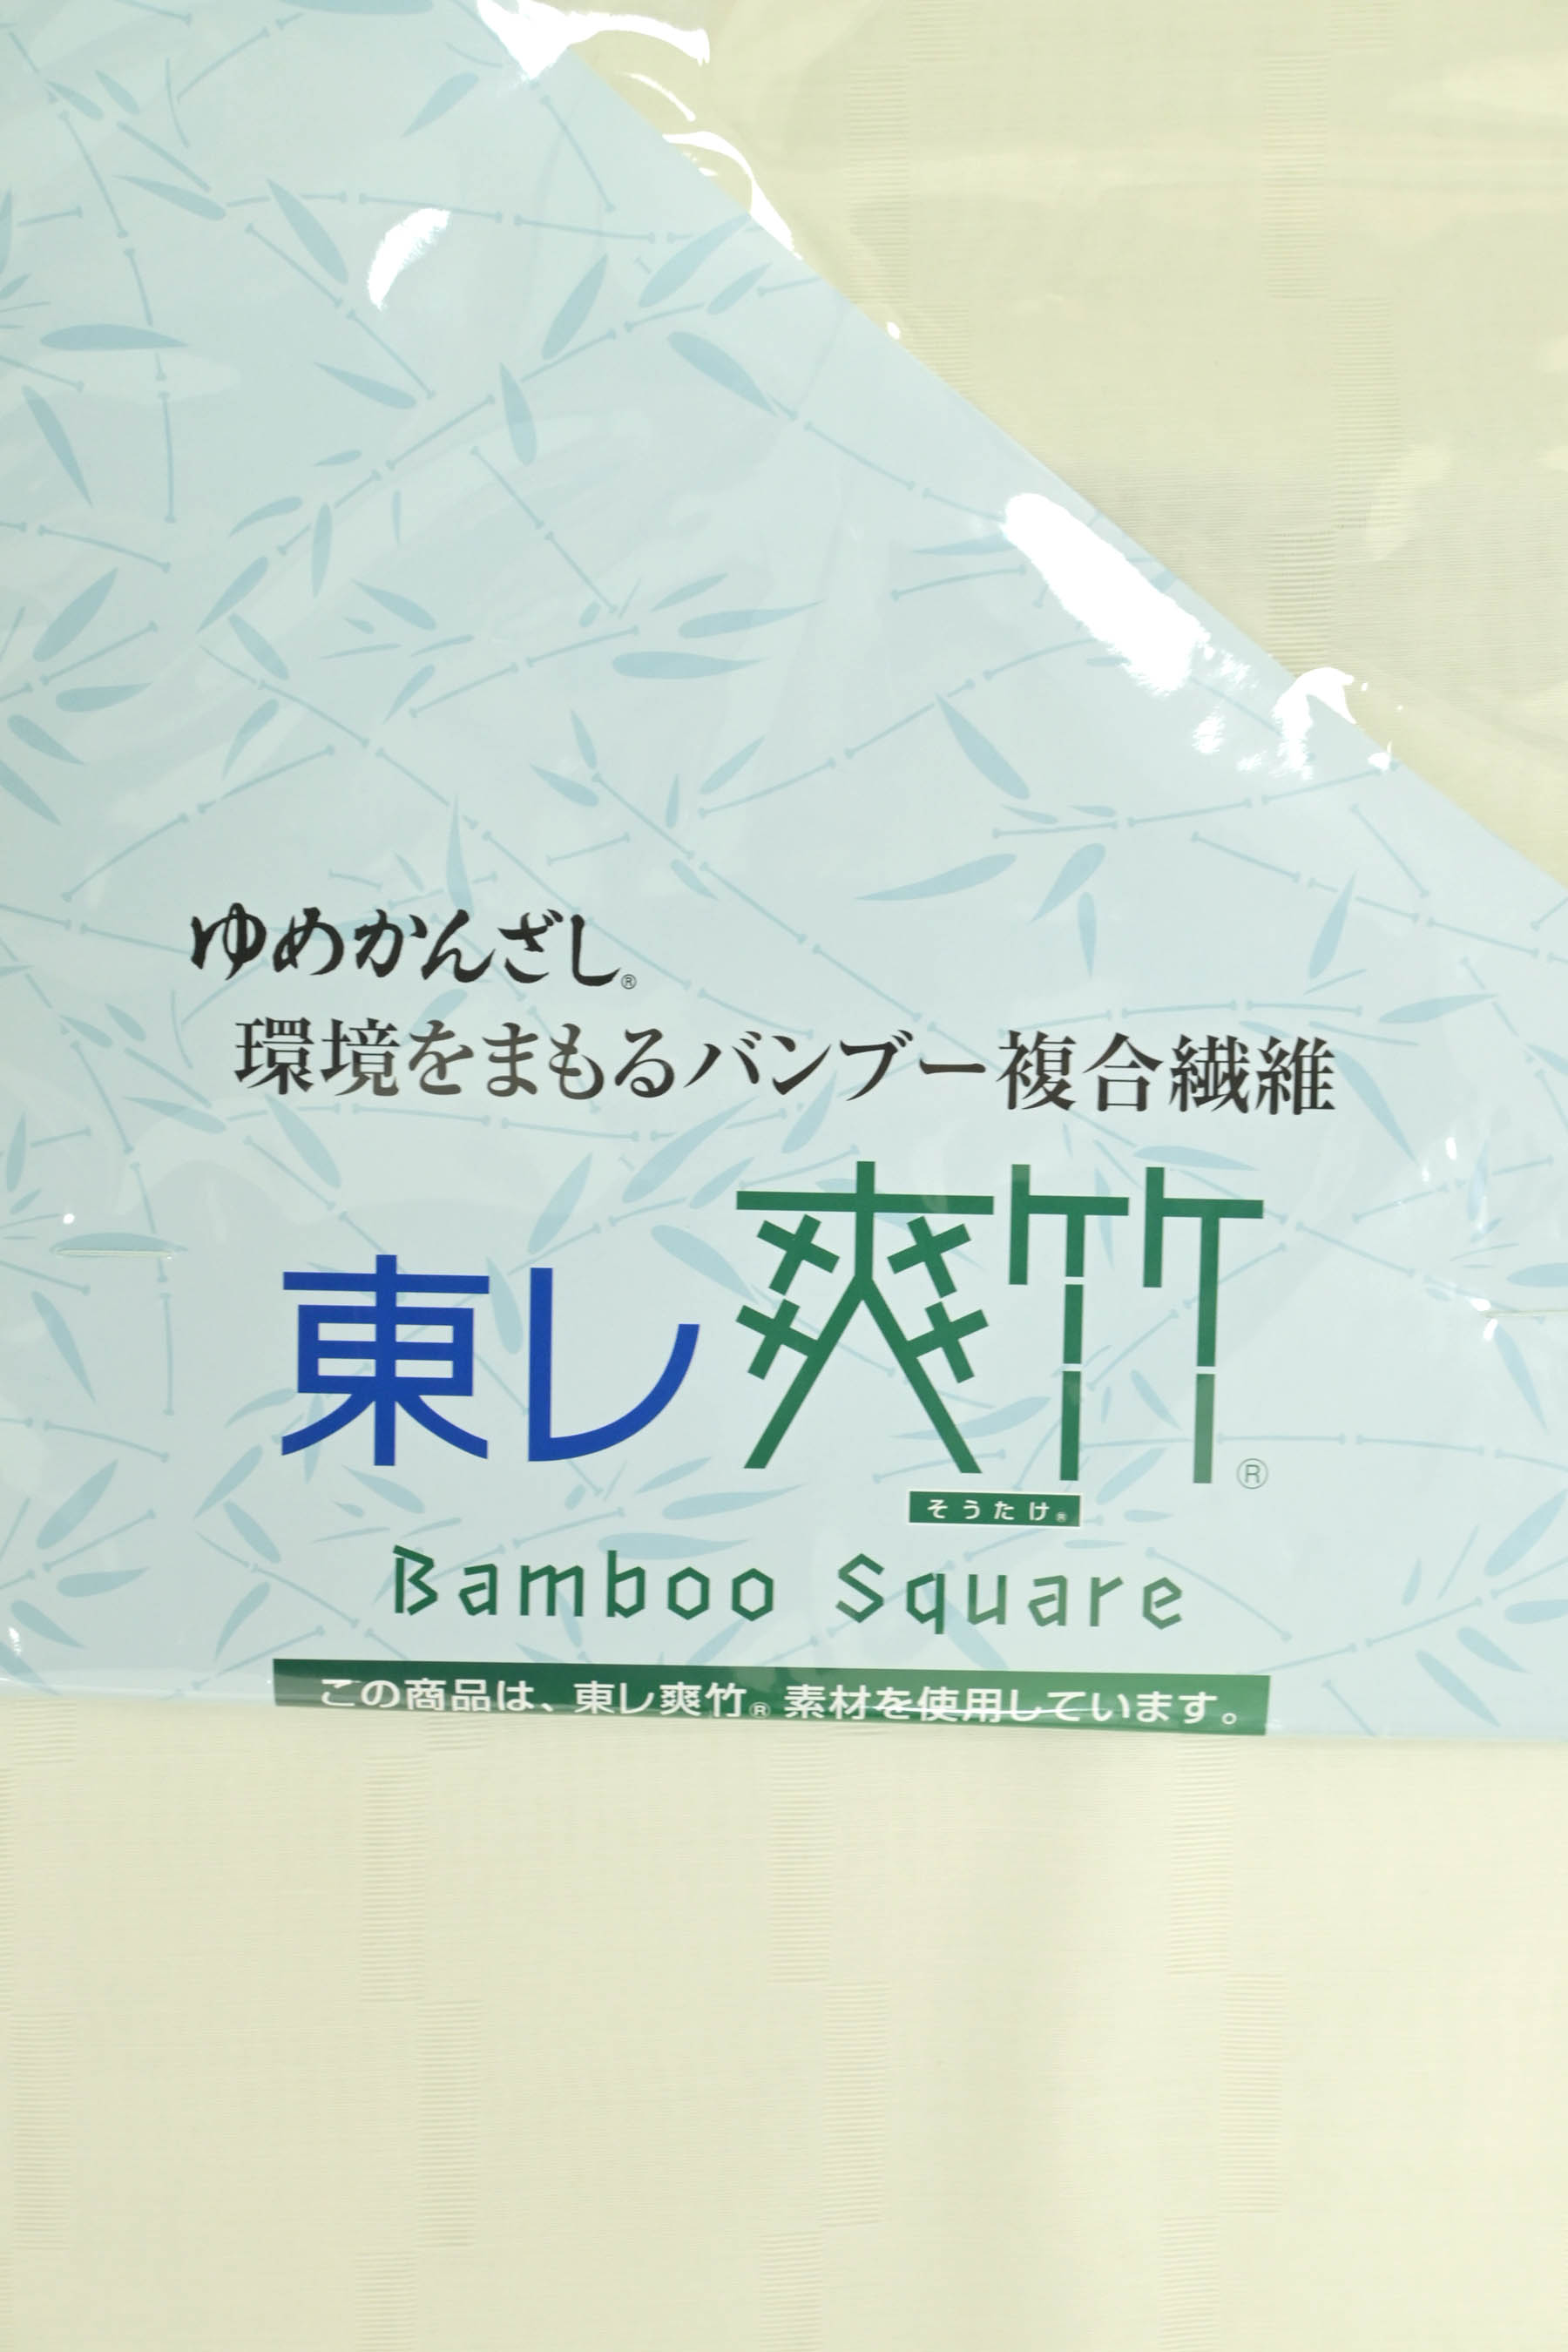 ゆめかんざし®
環境をまもるバンブー複合繊維
東レ 爽竹®
そうたけ®
Bamboo Square
この商品は、東レ爽竹® 素材を使用しています。